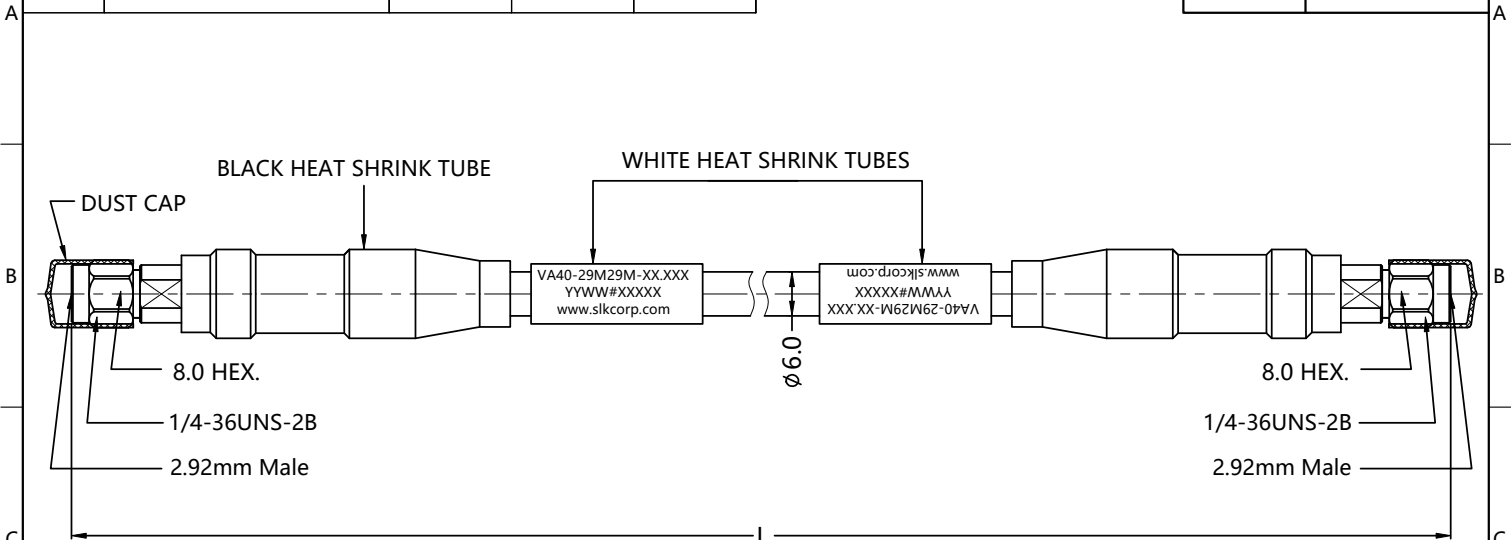 A
A
WHITE HEAT SHRINK TUBES
BLACK HEAT SHRINK TUBE
DUST CAP
B
B
VA40-29M29M-XX.XXX
YYWW#XXXXX
www.slkcorp.com
VA40-29M29M-XX.XXX
YYWW#XXXXX
www.slkcorp.com
ϕ6.0
8.0 HEX.
8.0 HEX.
1/4-36UNS-2B
1/4-36UNS-2B
2.92mm Male
2.92mm Male
C
L
C